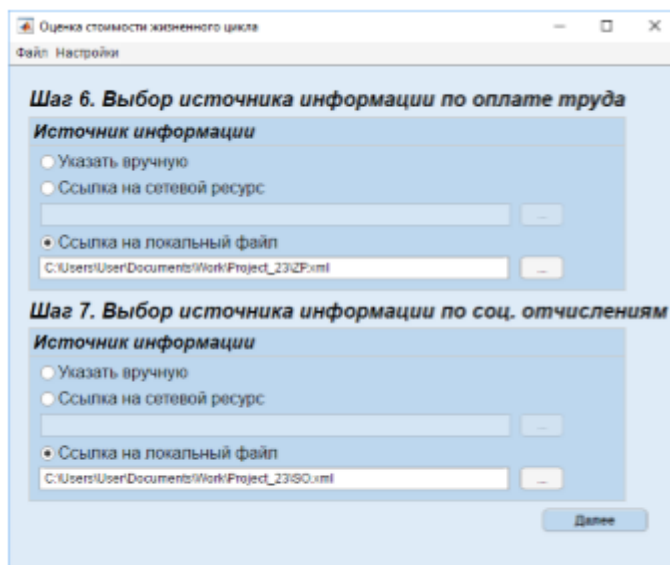 Оценка стоимости жизненного цикла
Файл Настройки
Шаг 6. Выбор источника информации по оплате труда
Источник информации
Указать вручную
Ссылка на сетевой ресурс
...
Ссылка на локальный файл
C:\Users\User\Documents\Work\Project_23\ZP.xml
...
Шаг 7. Выбор источника информации по соц. отчислениям
Источник информации
Указать вручную
Ссылка на сетевой ресурс
...
Ссылка на локальный файл
C:\Users\User\Documents\Work\Project_23\SO.xml
...
Далее